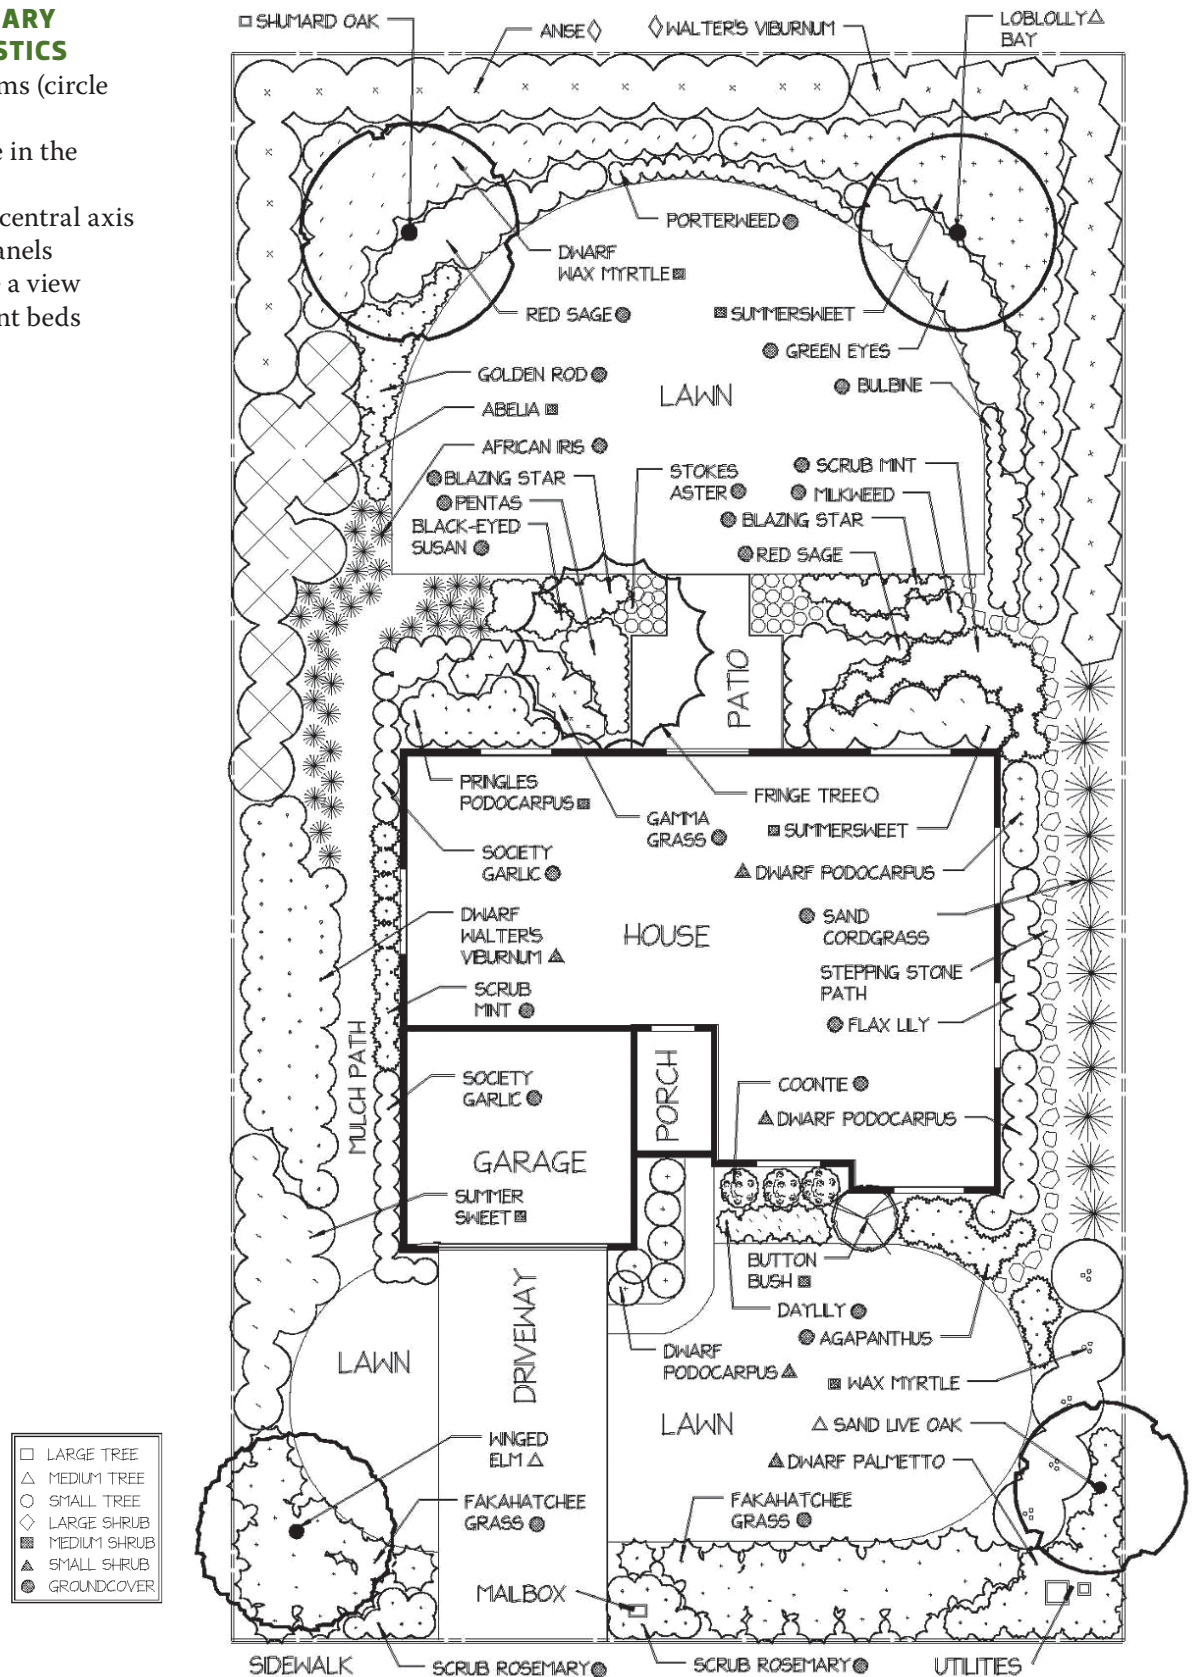 ARY
STICS
ms (circle
e in the
central axis
anels
e a view
nt beds
SHUMARD OAK
ANISE
WALTER'S VIBURNUM
LOBLOLLY
BAY
PORTERWEED
DWARF
WAX MYRTLE
RED SAGE
SUMMERSWEET
GREEN EYES
GOLDEN ROD
BULBINE
LAWN
ABELIA
AFRICAN IRIS
BLAZING STAR
STOKES
ASTER
SCRUB MINT
PENTAS
MILKWEED
BLACK-EYED
SUSAN
BLAZING STAR
RED SAGE
PATIO
PRINGLES
PODOCARPUS
FRINGE TREE
GAMMA
GRASS
SUMMERSWEET
SOCIETY
GARLIC
DWARF PODOCARPUS
DWARF
WALTER'S
VIBURNUM
HOUSE
SAND
CORDGRASS
STEPPING STONE
PATH
SCRUB
MINT
FLAX LILY
MULCH PATH
SOCIETY
GARLIC
PORCH
COONTIE
DWARF PODOCARPUS
GARAGE
SUMMER
SWEET
BUTTON
BUSH
DAYLILY
DRIVEWAY
AGAPANTHUS
LAWN
DWARF
PODOCARPUS
WAX MYRTLE
LAWN
SAND LIVE OAK
WINGED
ELM
DWARF PALMETTO
FAKAHATCHEE
GRASS
FAKAHATCHEE
GRASS
LARGE TREE
MEDIUM TREE
SMALL TREE
LARGE SHRUB
MEDIUM SHRUB
SMALL SHRUB
GROUNDCOVER
MAILBOX
SIDEWALK
SCRUB ROSEMARY
SCRUB ROSEMARY
UTILITIES